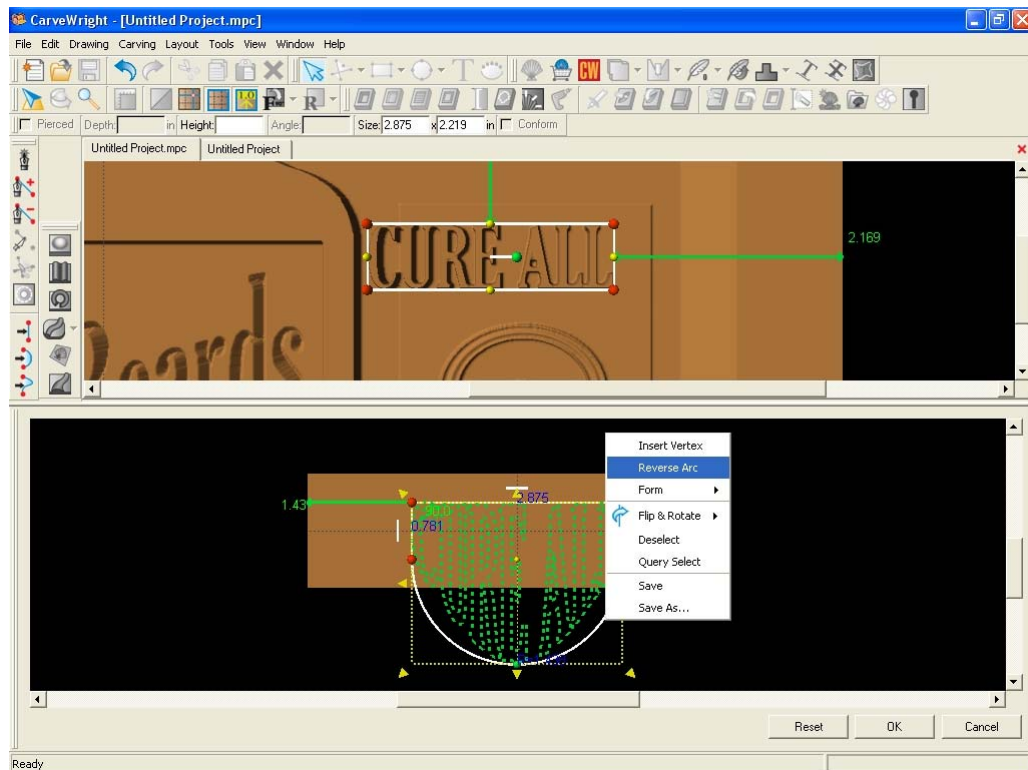 CarveWright - [Untitled Project.mpc]
File Edit Drawing Carving Layout Tools View Window Help
Pierced Depth: in Height: Angle: Size: 2.875 x 2.219 in Conform
Untitled Project.mpc Untitled Project
CURE ALL
2.169
Boards
Insert Vertex
Reverse Arc
Form
Flip & Rotate
Deselect
Query Select
Save
Save As...
1.43
2.875
90.0
0.781
Reset OK Cancel
Ready